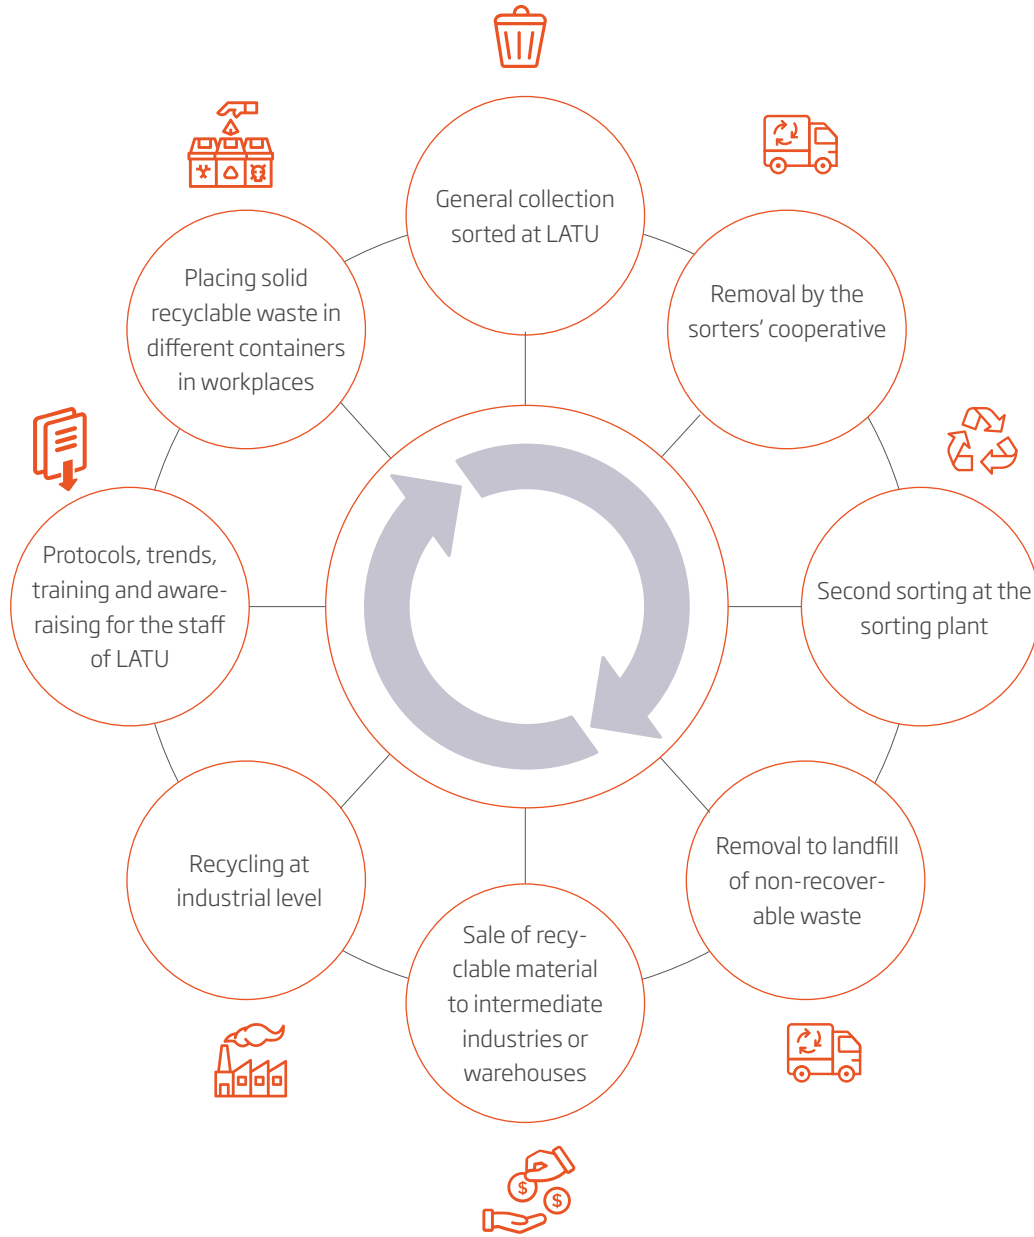 General collection
sorted at LATU
Removal by the
sorters’ cooperative
Second sorting at the
sorting plant
Removal to landfill
of non-recover-
able waste
Sale of recy-
clable material
to intermediate
industries or
warehouses
Recycling at
industrial level
Protocols, trends,
training and aware-
raising for the staff
of LATU
Placing solid
recyclable waste in
different containers
in workplaces
$
$